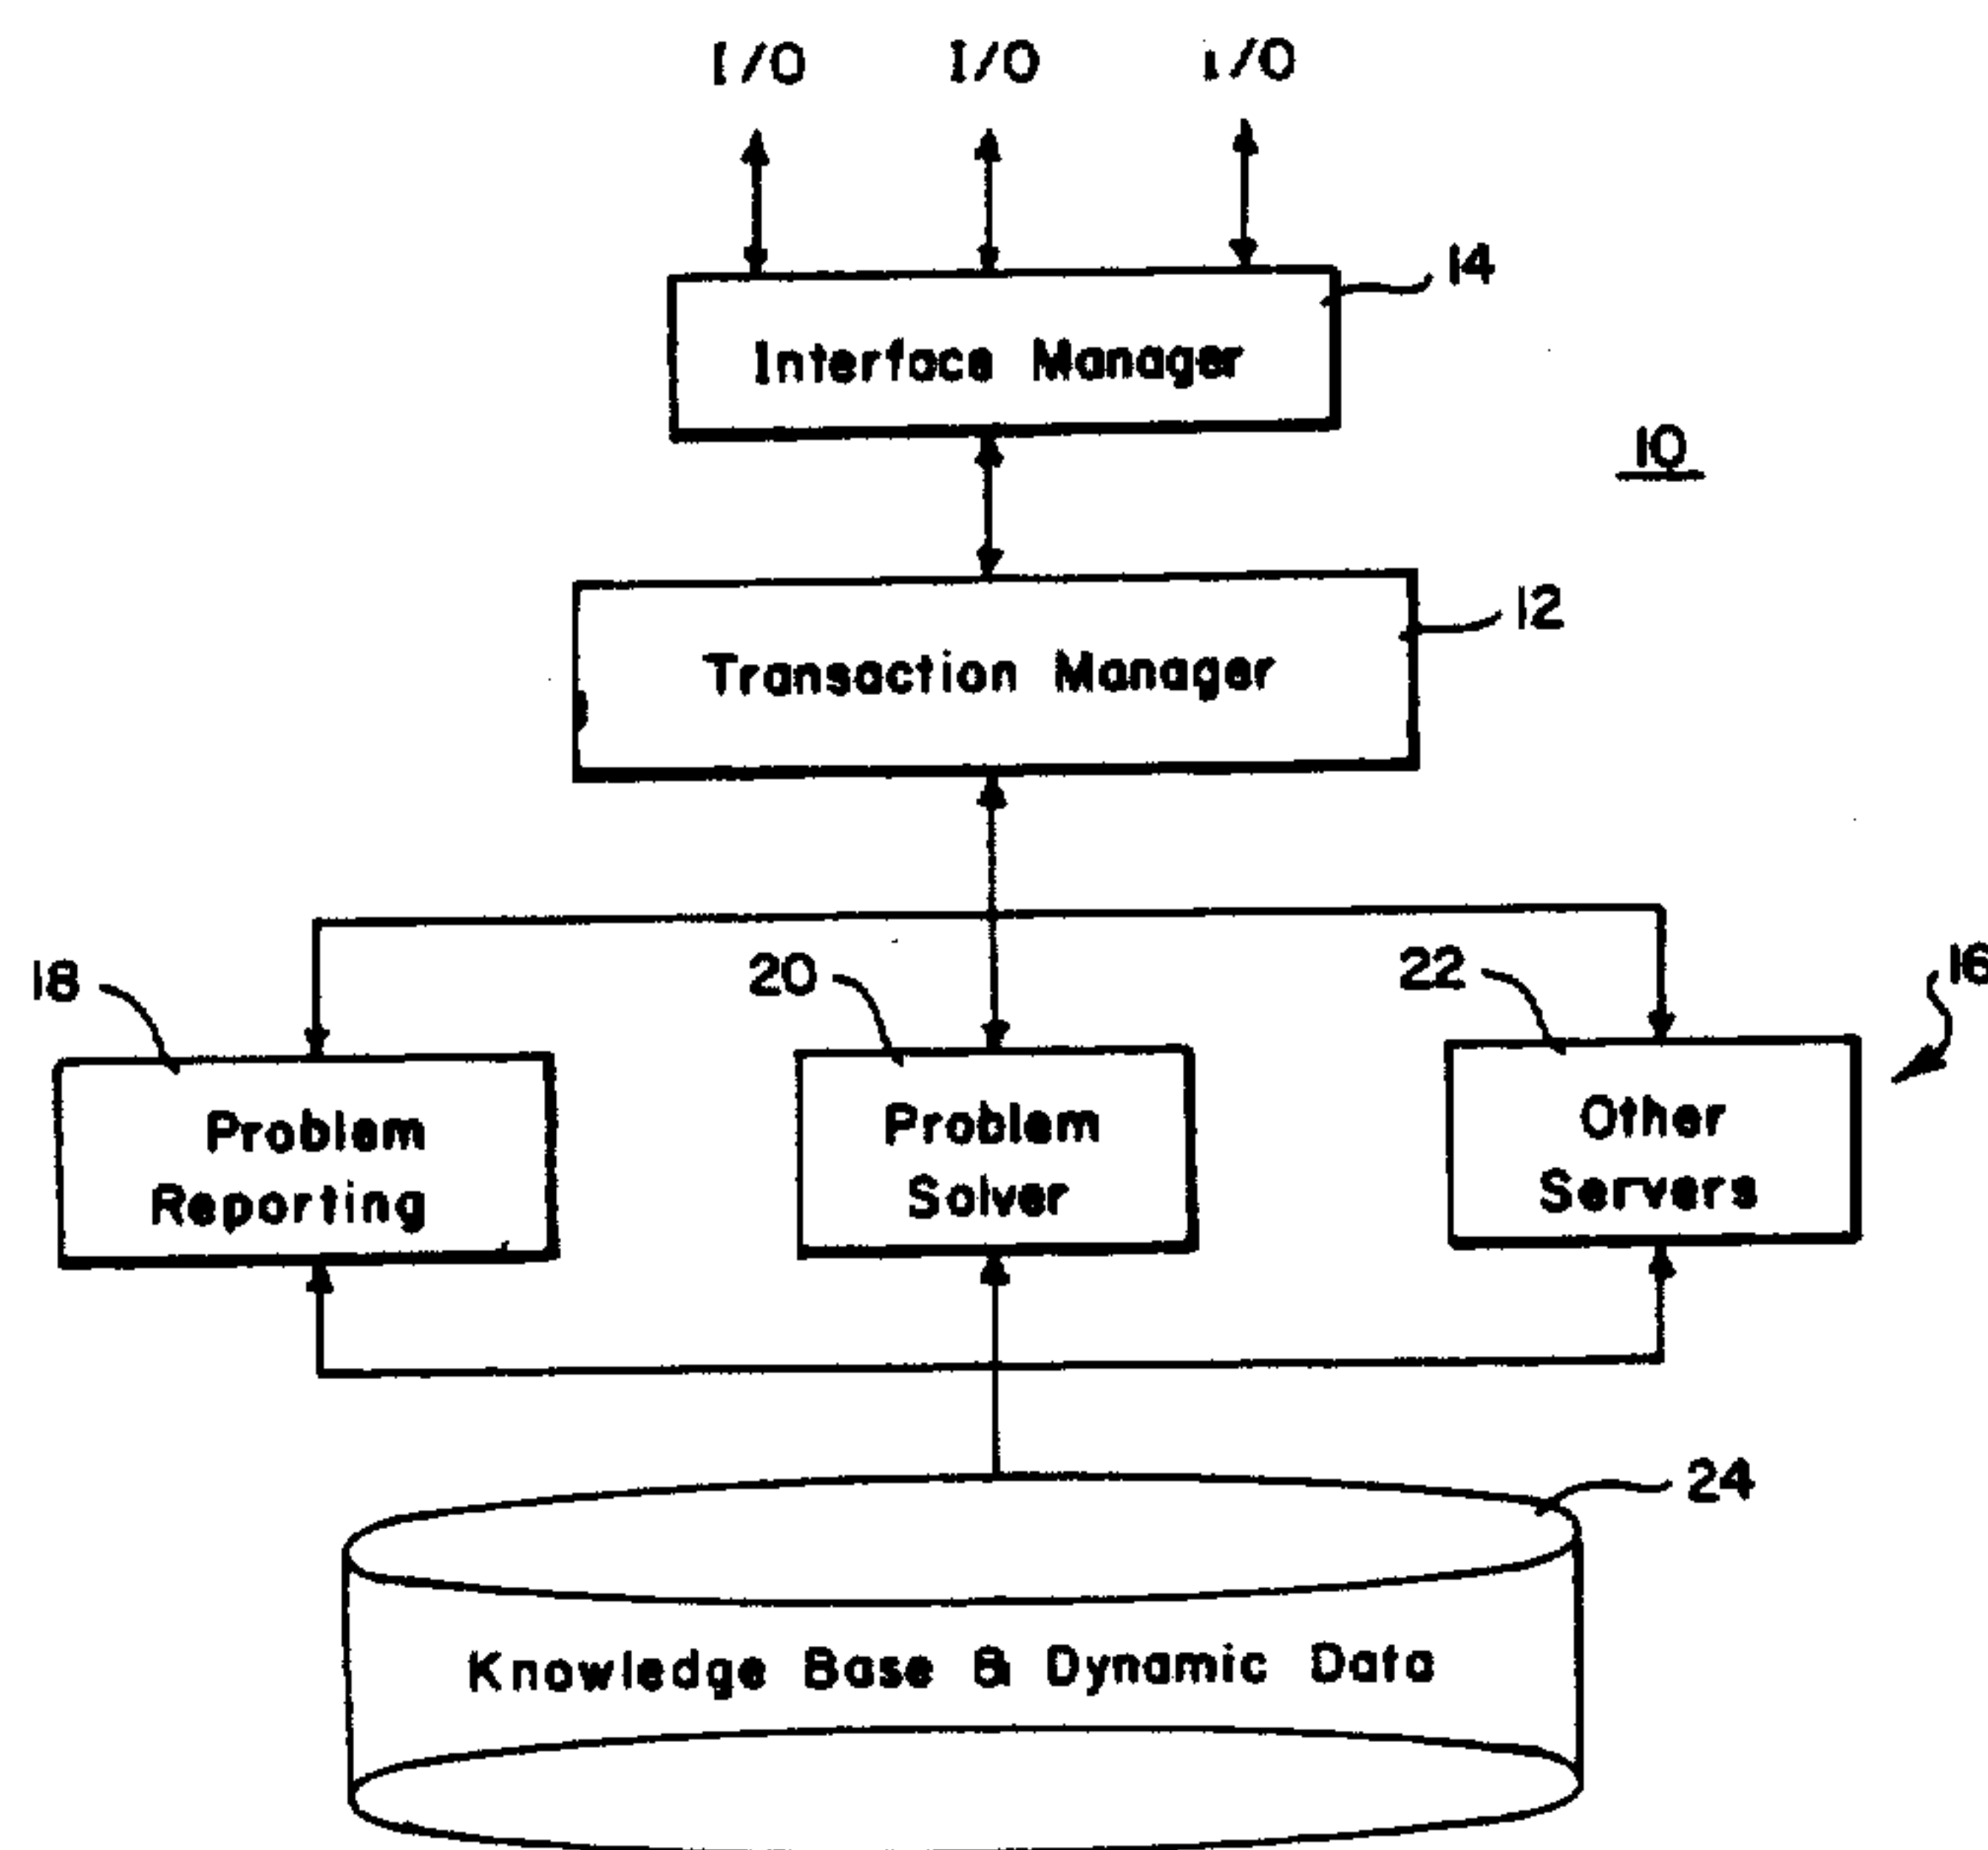 I/O I/O I/O
14
Interface Manager
10
12
Transaction Manager
18 20 22 16
Problem
Reporting
Problem
Solver
Other
Servers
24
Knowledge Base & Dynamic Data